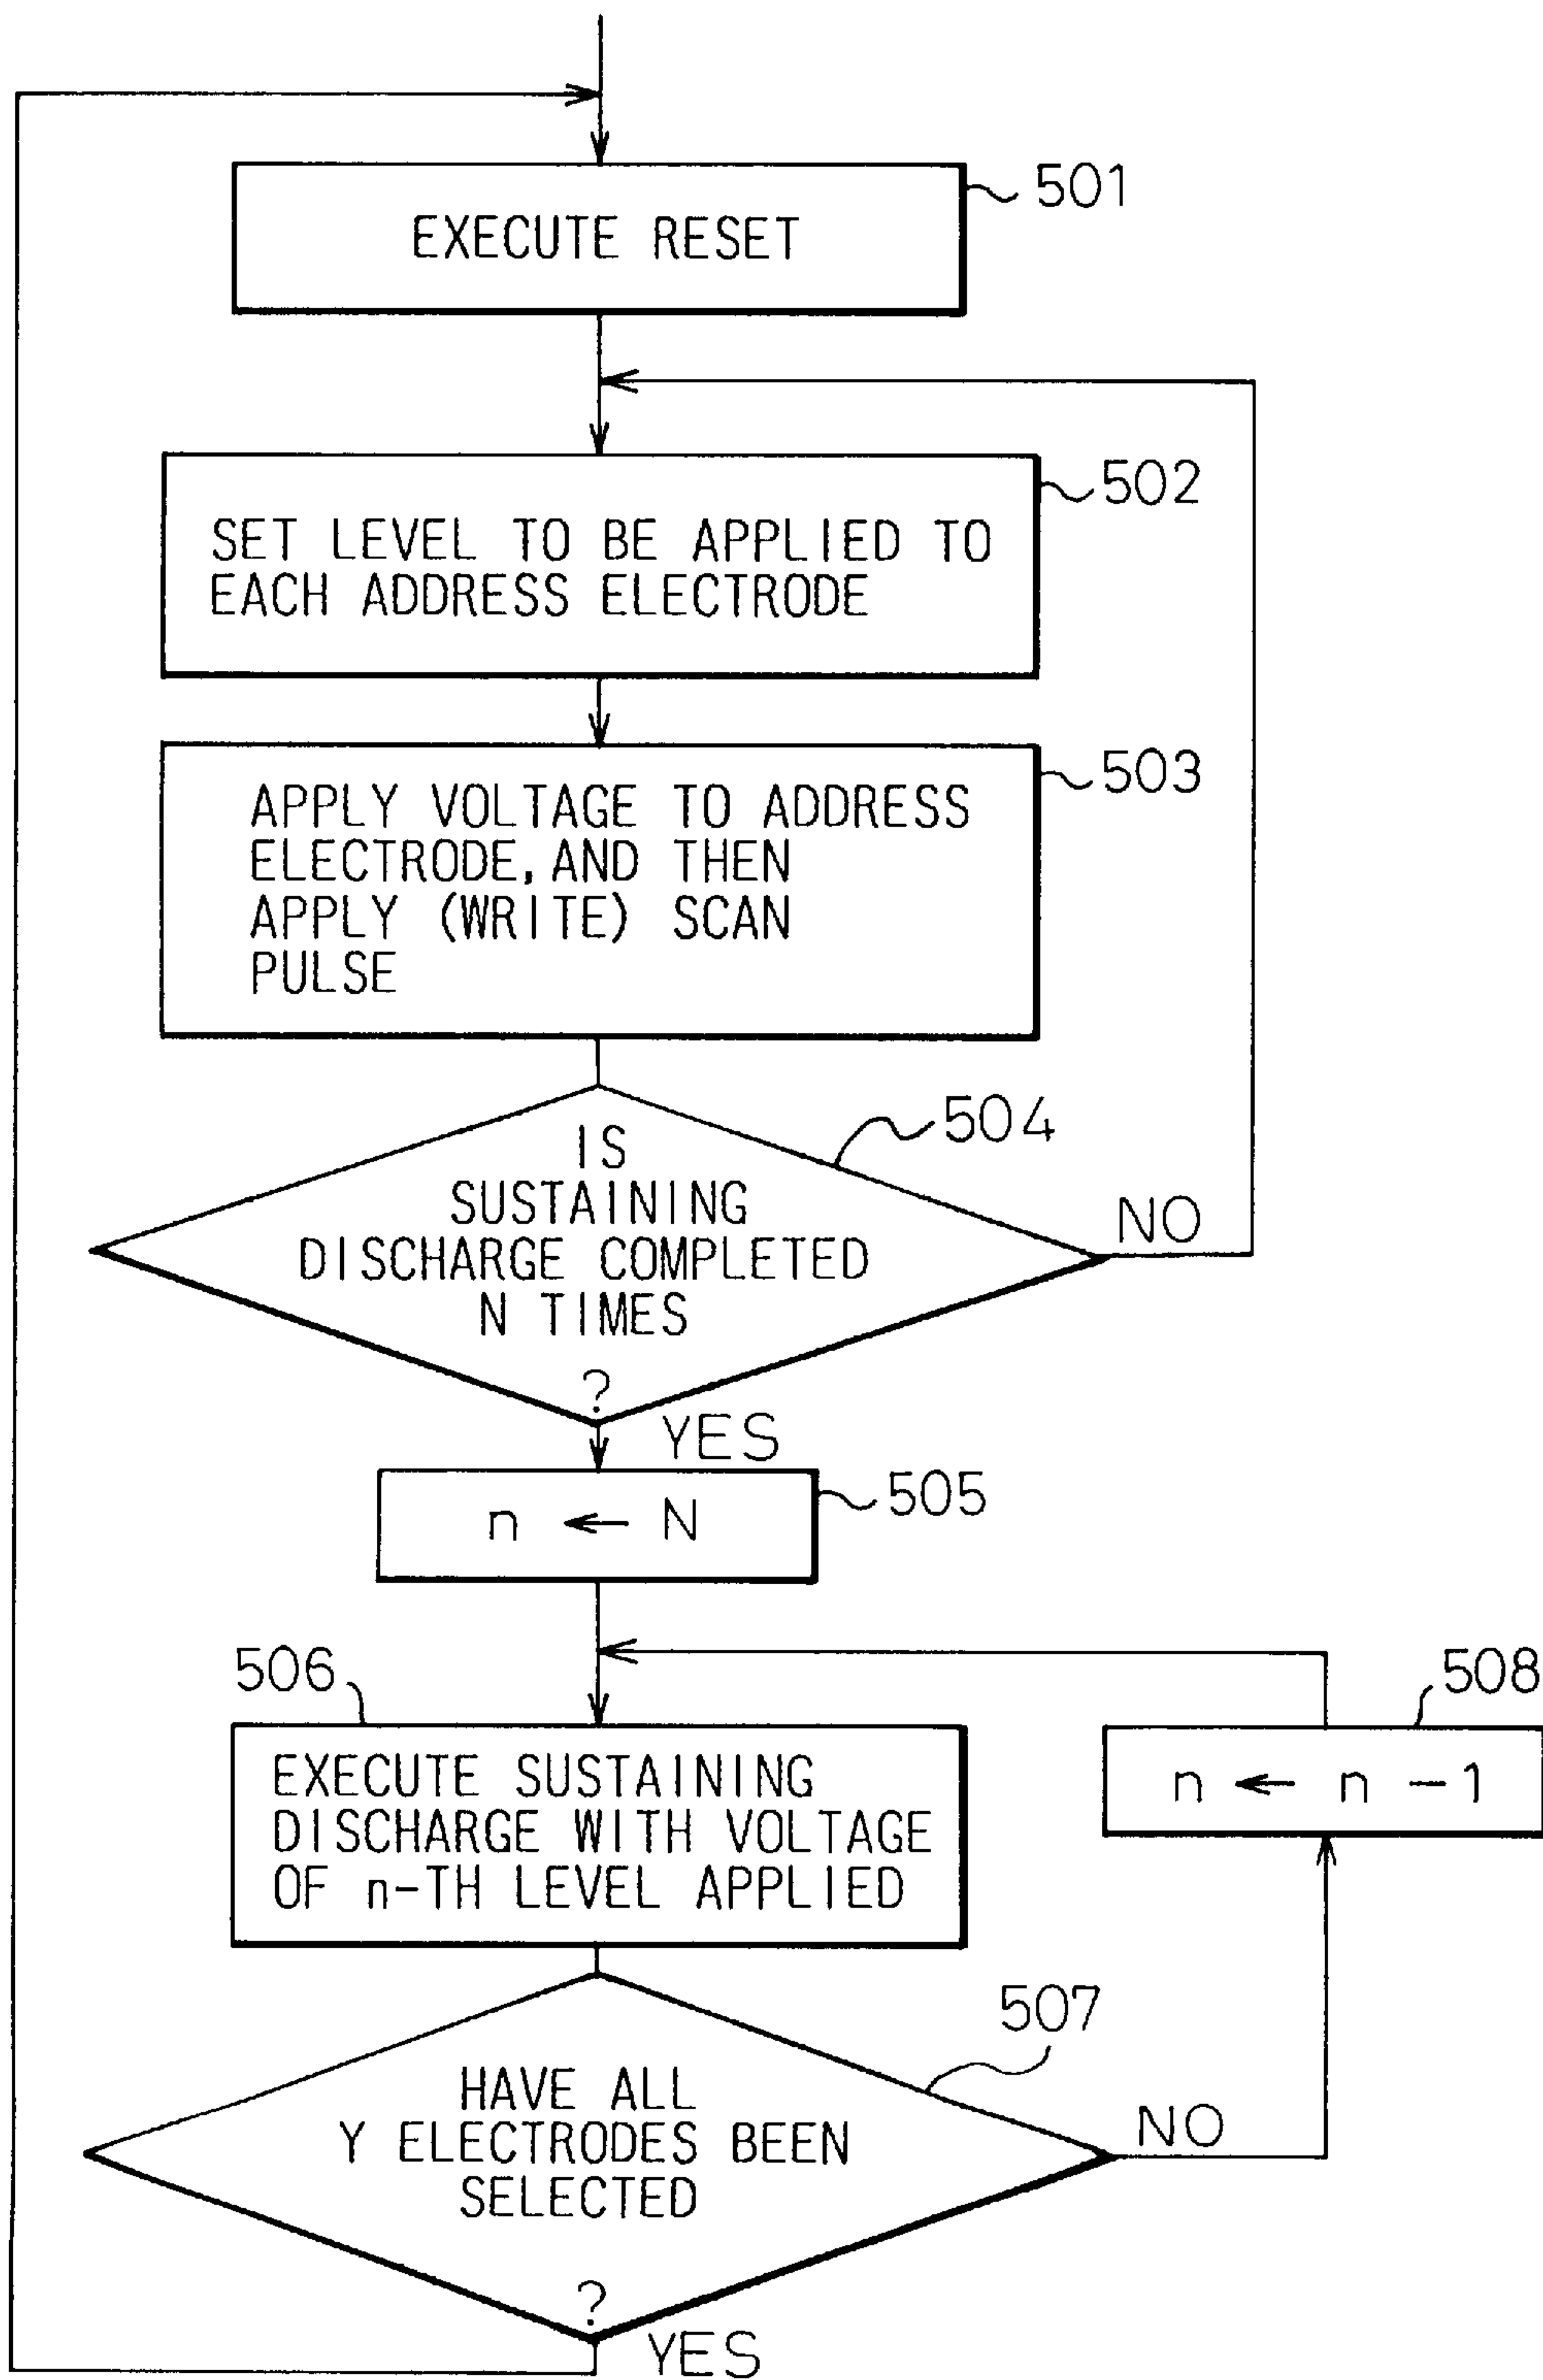 501
EXECUTE RESET
502
SET LEVEL TO BE APPLIED TO
EACH ADDRESS ELECTRODE
503
APPLY VOLTAGE TO ADDRESS
ELECTRODE, AND THEN
APPLY (WRITE) SCAN
PULSE
504
IS
SUSTAINING
DISCHARGE COMPLETED
N TIMES
?
NO
YES
505
n ← N
506
EXECUTE SUSTAINING
DISCHARGE WITH VOLTAGE
OF n-TH LEVEL APPLIED
508
n ← n -1
507
HAVE ALL
Y ELECTRODES BEEN
SELECTED
?
NO
YES